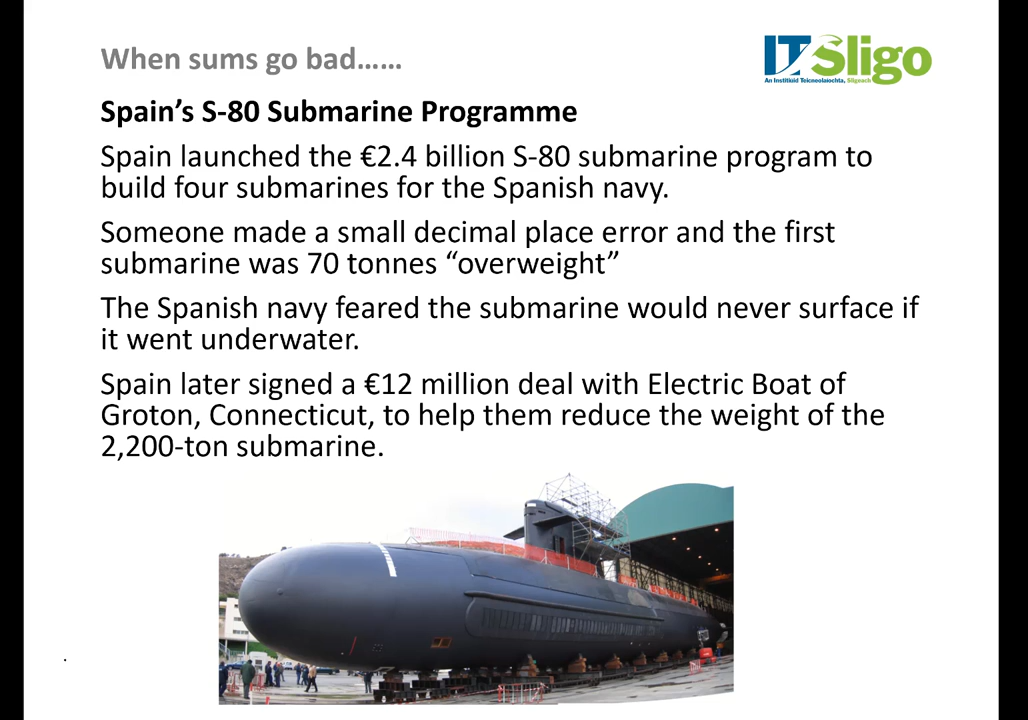 When sums go bad……
ITSligo
An Institiúid Teicneolaíochta, Sligeach
Spain’s S-80 Submarine Programme
Spain launched the €2.4 billion S-80 submarine program to
build four submarines for the Spanish navy.
Someone made a small decimal place error and the first
submarine was 70 tonnes “overweight”
The Spanish navy feared the submarine would never surface if
it went underwater.
Spain later signed a €12 million deal with Electric Boat of
Groton, Connecticut, to help them reduce the weight of the
2,200-ton submarine.
.